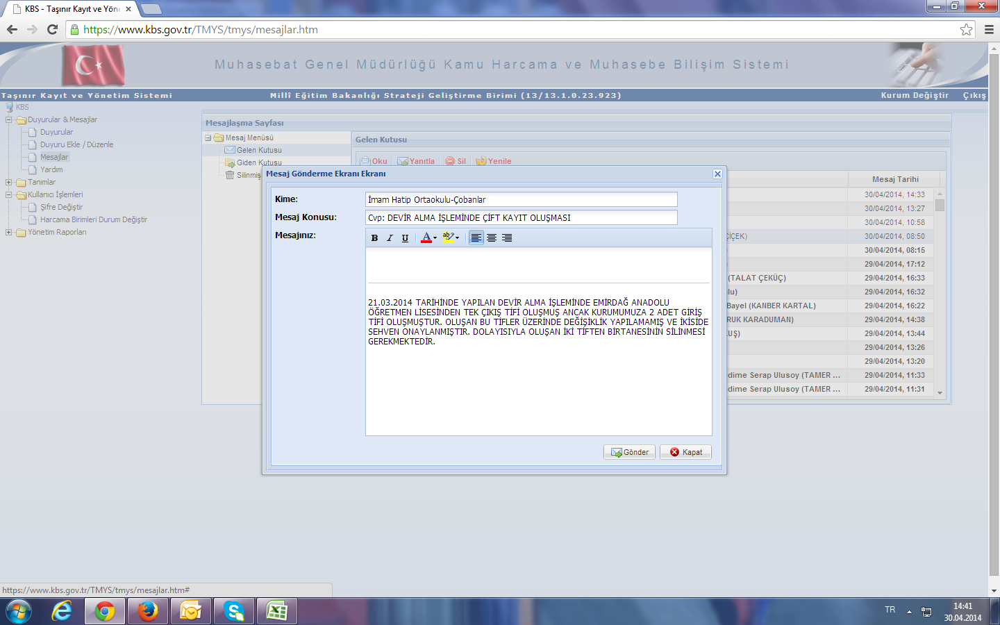 KBS - Taşınır Kayıt ve Yön
https://www.kbs.gov.tr/TMYS/tmys/mesajlar.htm
Muhasebat Genel Müdürlüğü Kamu Harcama ve Muhasebe Bilişim Sistemi
Taşınır Kayıt ve Yönetim Sistemi
Millî Eğitim Bakanlığı Strateji Geliştirme Birimi (13/13.1.0.23.923)
Kurum Değiştir
Çıkış
KBS
Duyurular & Mesajlar
Duyurular
Duyuru Ekle / Düzenle
Mesajlar
Yardım
Tanımlar
Kullanıcı İşlemleri
Şifre Değiştir
Harcama Birimleri Durum Değiştir
Yönetim Raporları
Mesajlaşma Sayfası
Mesaj Menüsü
Gelen Kutusu
Giden Kutusu
Silinmiş
Gelen Kutusu
Oku
Yanıtla
Sil
Yenile
Mesaj Tarihi
30/04/2014, 14:33
30/04/2014, 13:27
30/04/2014, 10:58
ÇİÇEK) 30/04/2014, 08:50
) 30/04/2014, 08:15
) 29/04/2014, 17:12
(TALAT ÇEKÜÇ) 29/04/2014, 16:33
lu) 29/04/2014, 16:32
Bayel (KANBER KARTAL) 29/04/2014, 16:22
RUK KARADUMAN) 29/04/2014, 14:38
KUŞ) 29/04/2014, 13:44
29/04/2014, 13:26
29/04/2014, 13:20
dime Serap Ulusoy (TAMER ... 29/04/2014, 11:33
dime Serap Ulusoy (TAMER ... 29/04/2014, 11:31
Mesaj Gönderme Ekranı Ekranı
Kime: İmam Hatip Ortaokulu-Çobanlar
Mesaj Konusu: Cvp: DEVİR ALMA İŞLEMİNDE ÇİFT KAYIT OLUŞMASI
Mesajınız:
B I U A ab
21.03.2014 TARİHİNDE YAPILAN DEVİR ALMA İŞLEMİNDE EMİRDAĞ ANADOLU
ÖĞRETMEN LİSESİNDEN TEK ÇIKIŞ TİFİ OLUŞMUŞ ANCAK KURUMUMUZA 2 ADET GİRİŞ
TİFİ OLUŞMUŞTUR. OLUŞAN BU TİFLER ÜZERİNDE DEĞİŞİKLİK YAPILAMAMIŞ VE İKİSİDE
SEHVEN ONAYLANMIŞTIR. DOLAYISIYLA OLUŞAN İKİ TİFTEN BİRTANESİNİN SİLİNMESİ
GEREKMEKTEDİR.
Gönder
Kapat
https://www.kbs.gov.tr/TMYS/tmys/mesajlar.htm#
TR
14:41
30.04.2014